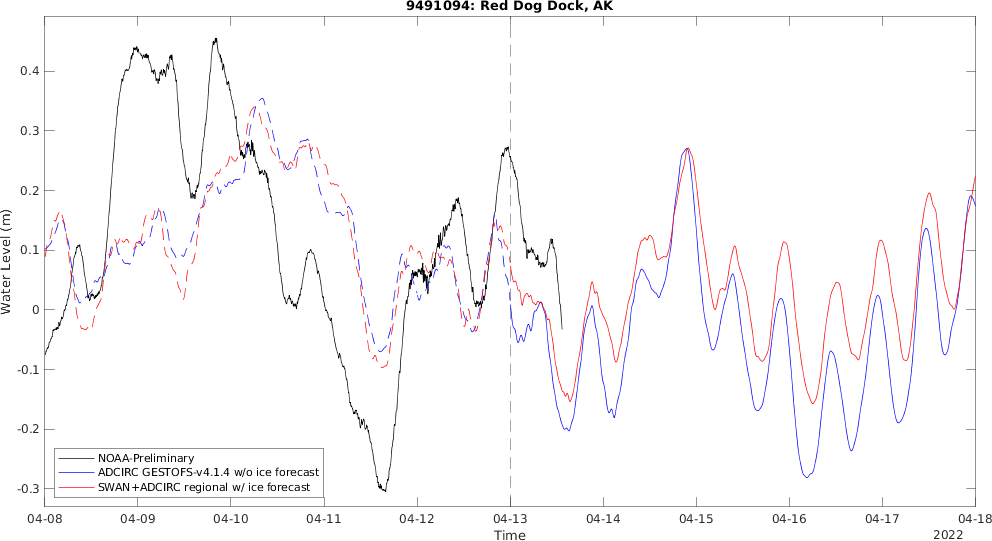 9491094: Red Dog Dock, AK
0.4
0.3
0.2
0.1
0
-0.1
-0.2
-0.3
Water Level (m)
NOAA-Preliminary
ADCIRC GESTOFS-v4.1.4 w/o ice forecast
SWAN+ADCIRC regional w/ ice forecast
04-08 04-09 04-10 04-11 04-12 04-13 04-14 04-15 04-16 04-17 04-18
Time
2022